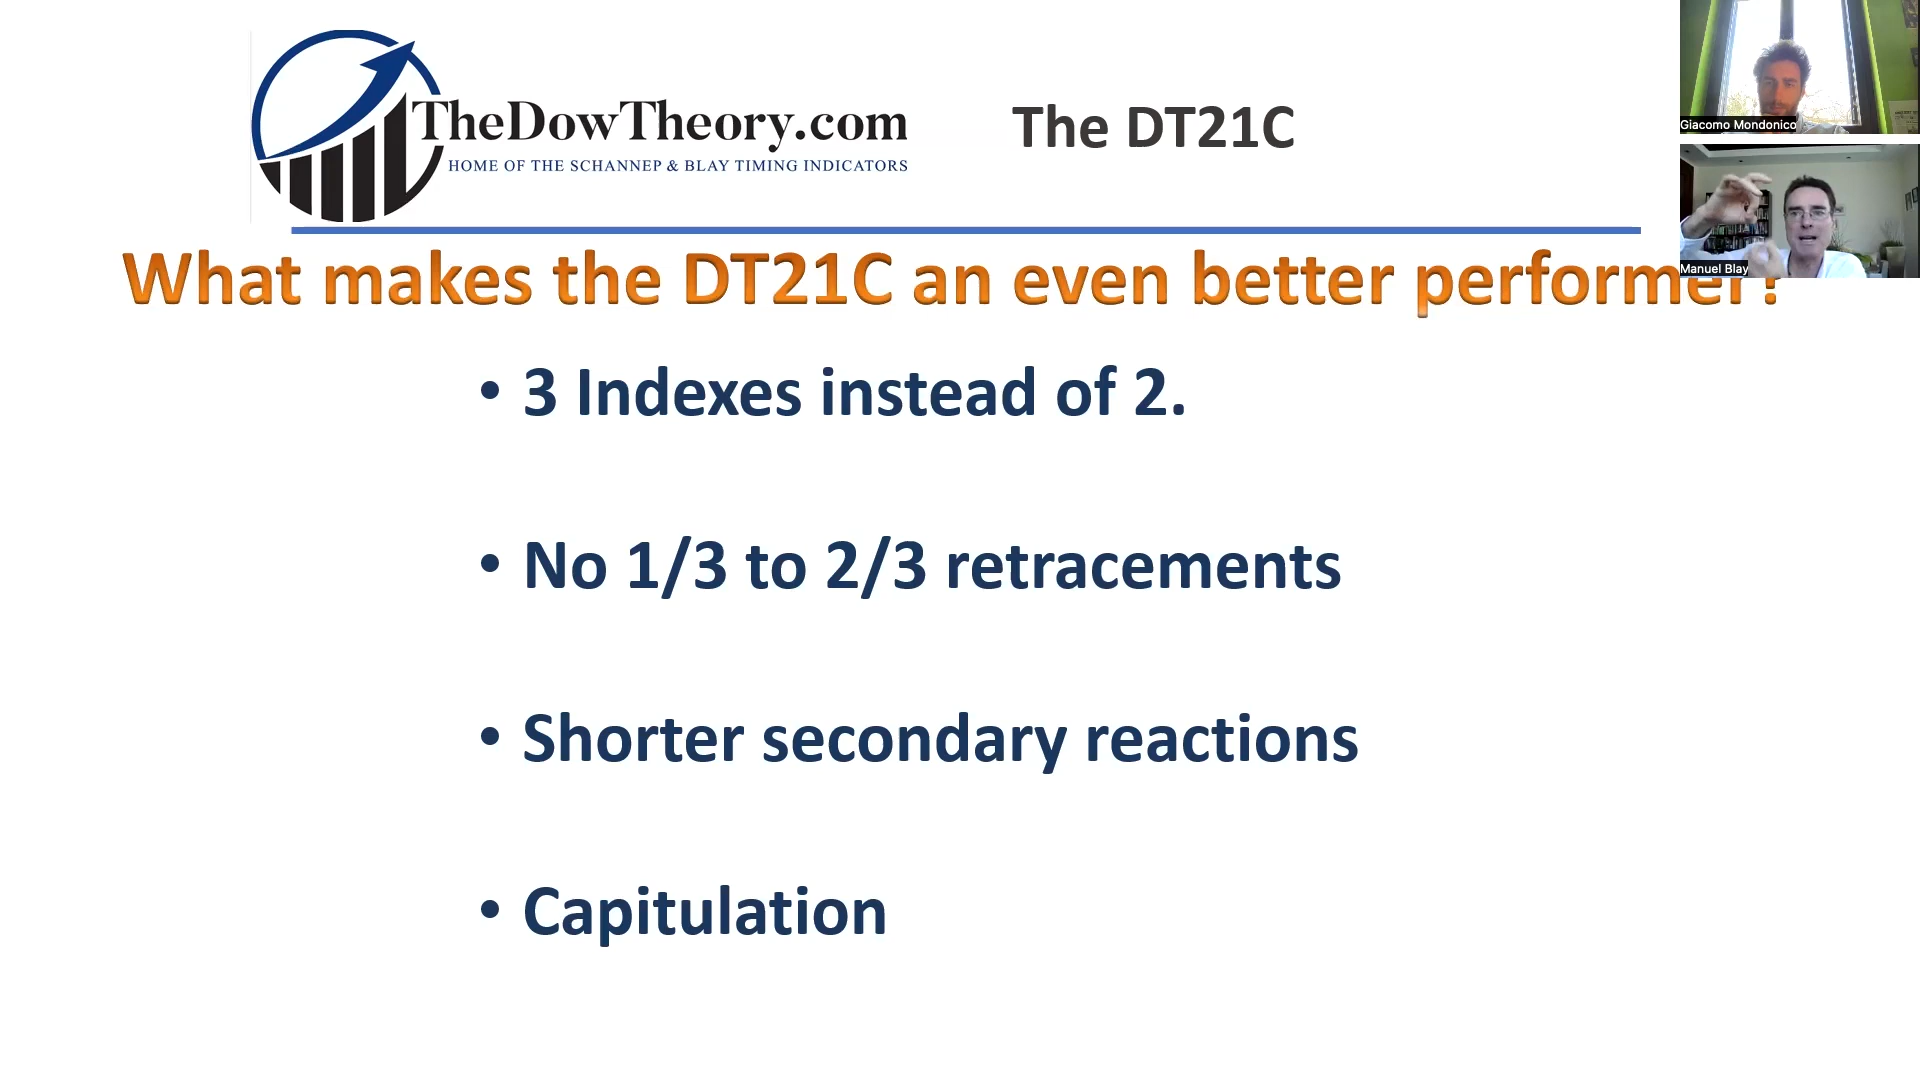 TheDowTheory.com
HOME OF THE SCHANNEP & BLAY TIMING INDICATORS
The DT21C
Giacomo Mondonico
Manuel Blay
What makes the DT21C an even better performer?
• 3 Indexes instead of 2.
• No 1/3 to 2/3 retracements
• Shorter secondary reactions
• Capitulation